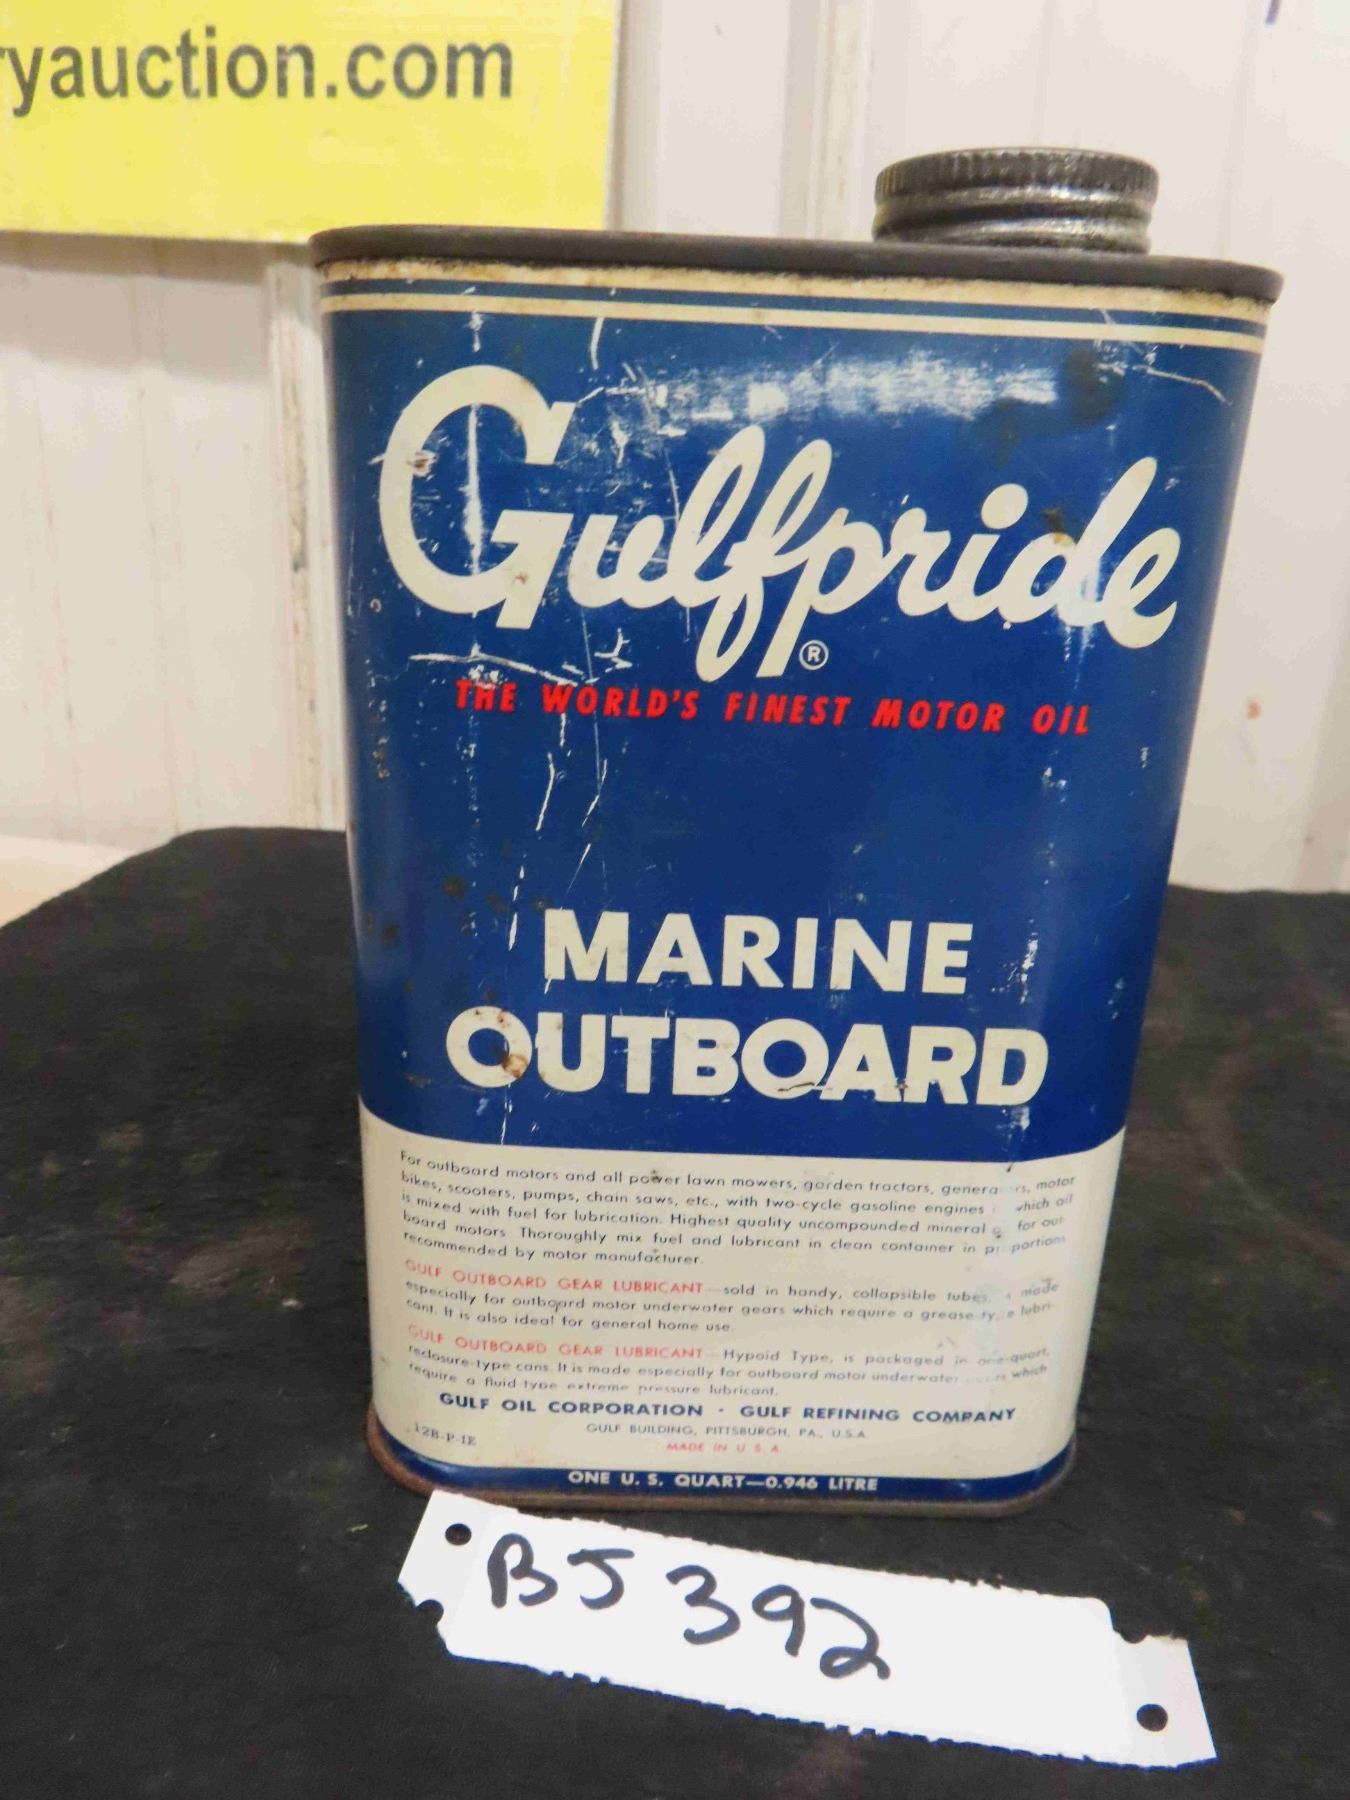 ryauction.com
Gulfpride
®
THE WORLD'S FINEST MOTOR OIL
MARINE
OUTBOARD
For outboard motors and all power lawn mowers, garden tractors, motor
bikes, scooters, pumps, chain saws, etc., with two-cycle gasoline engines which oil
is mixed with fuel for lubrication. Highest quality uncompounded mineral for out-
board motors. Thoroughly mix fuel and lubricant in clean container in proportions
recommended by motor manufacturer.
GULF OUTBOARD GEAR LUBRICANT—sold in handy, collapsible tubes, made
especially for outboard motor underwater gears which require a grease type lubri-
cant. It is also ideal for general home use.
GULF OUTBOARD GEAR LUBRICANT—Hypoid Type, is packaged in one-quart,
reclosure-type cans. It is made especially for outboard motor underwater which
require a fluid type extreme pressure lubricant.
GULF OIL CORPORATION · GULF REFINING COMPANY
GULF BUILDING, PITTSBURGH, PA., U.S.A.
12B-P-IE
MADE IN U.S.A.
ONE U. S. QUART—0.946 LITRE
BJ 392